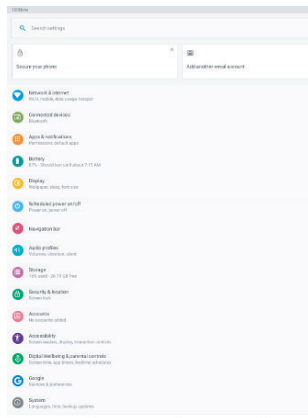 Search settings
Secure your phone
Add another email account
Network & internet
Wi-Fi, mobile, data usage, hotspot
Connected devices
Bluetooth
Apps & notifications
Permissions, default apps
Battery
Display
Wallpaper, sleep, font size
Scheduled power on/off
Power on, power off
Navigation bar
Audio profiles
Volumes, vibration, silent
Storage
Security & location
Screen lock
Accounts
No accounts added
Accessibility
Screen readers, display, interaction controls
Digital Wellbeing & parental controls
Screen time, app timers, bedtime schedules
Google
Services & preferences
System
Languages, time, backup, updates